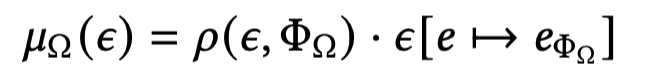 μ_Ω(ϵ) = ρ(ϵ, Φ_Ω) · ϵ[e ↦ e_{Φ_Ω}]